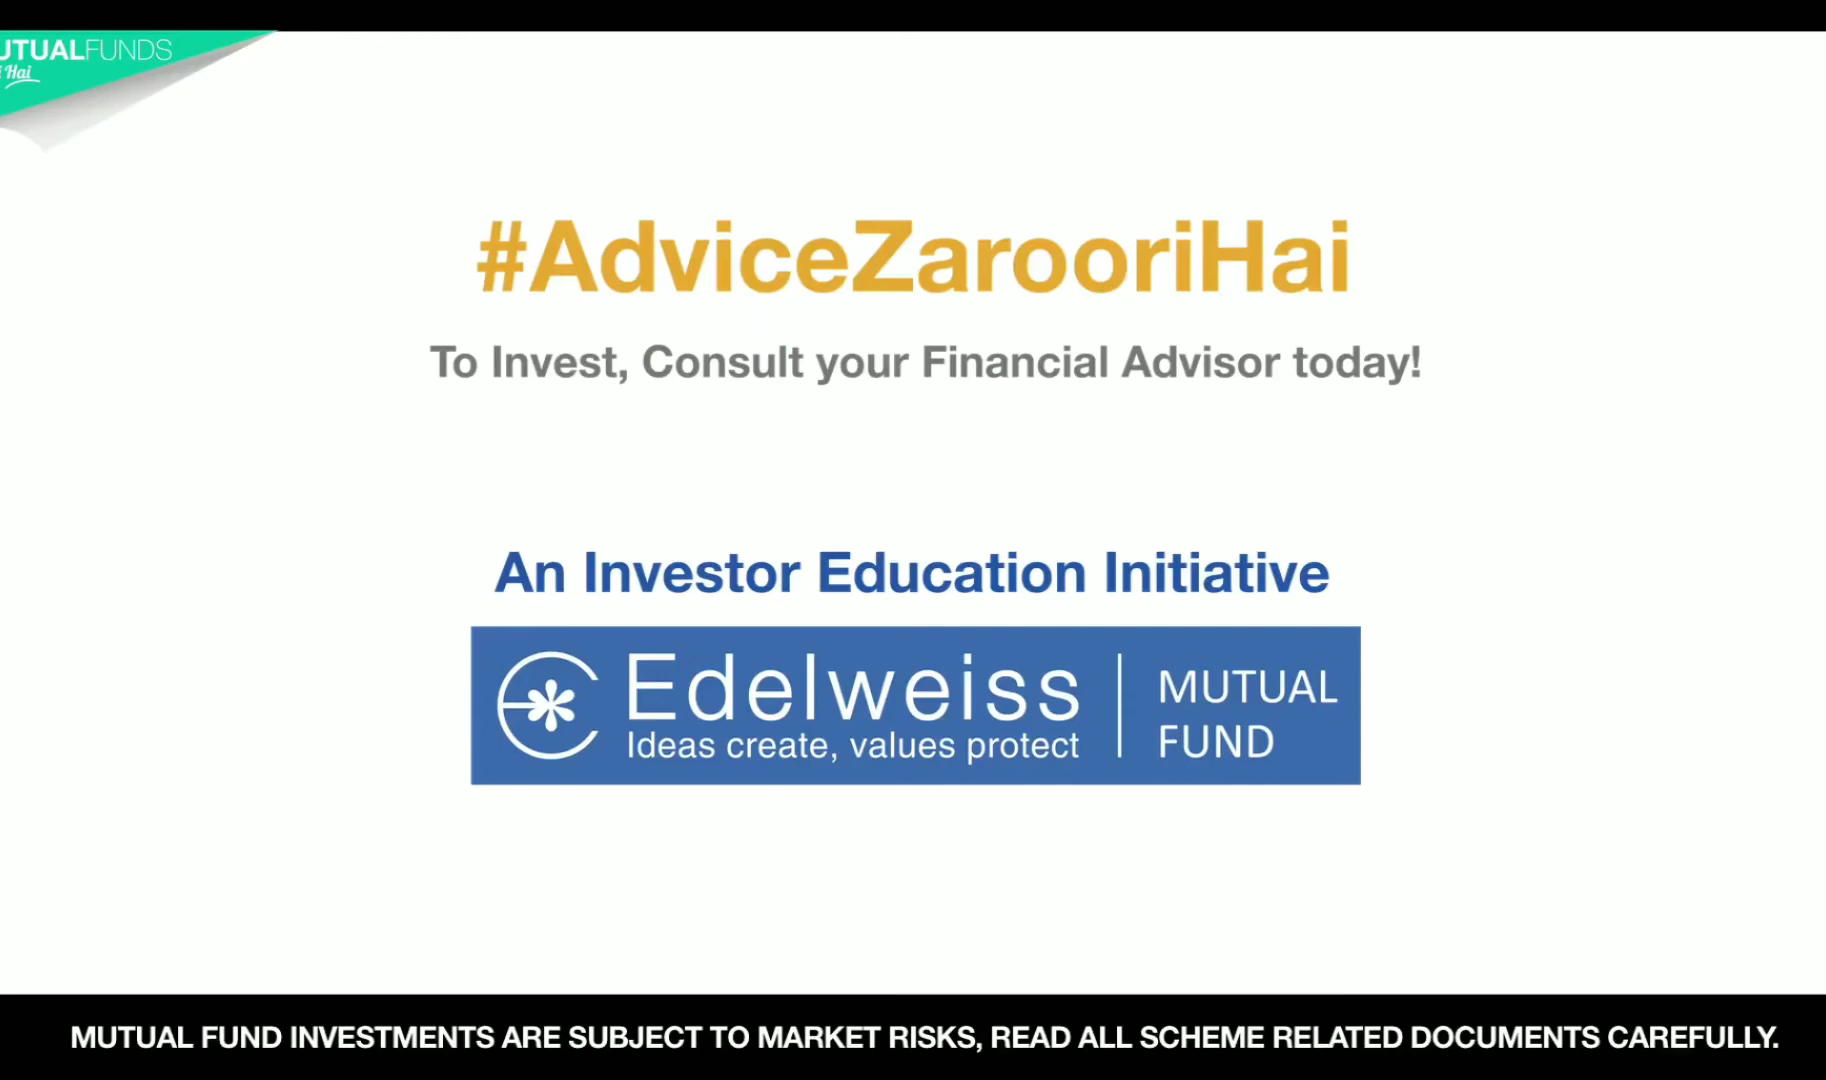 UTUALFUNDS
Hai
#AdviceZarooriHai
To Invest, Consult your Financial Advisor today!
An Investor Education Initiative
Edelweiss
Ideas create, values protect
MUTUAL
FUND
MUTUAL FUND INVESTMENTS ARE SUBJECT TO MARKET RISKS, READ ALL SCHEME RELATED DOCUMENTS CAREFULLY.